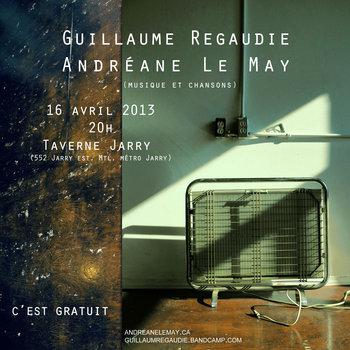 Guillaume Regaudie
Andréane Le May
(musique et chansons)
16 avril 2013
20h
Taverne Jarry
(552 Jarry est, Mtl, métro Jarry)
c'est gratuit
ANDREANELEMAY.CA
GUILLAUMREGAUDIE.BANDCAMP.COM